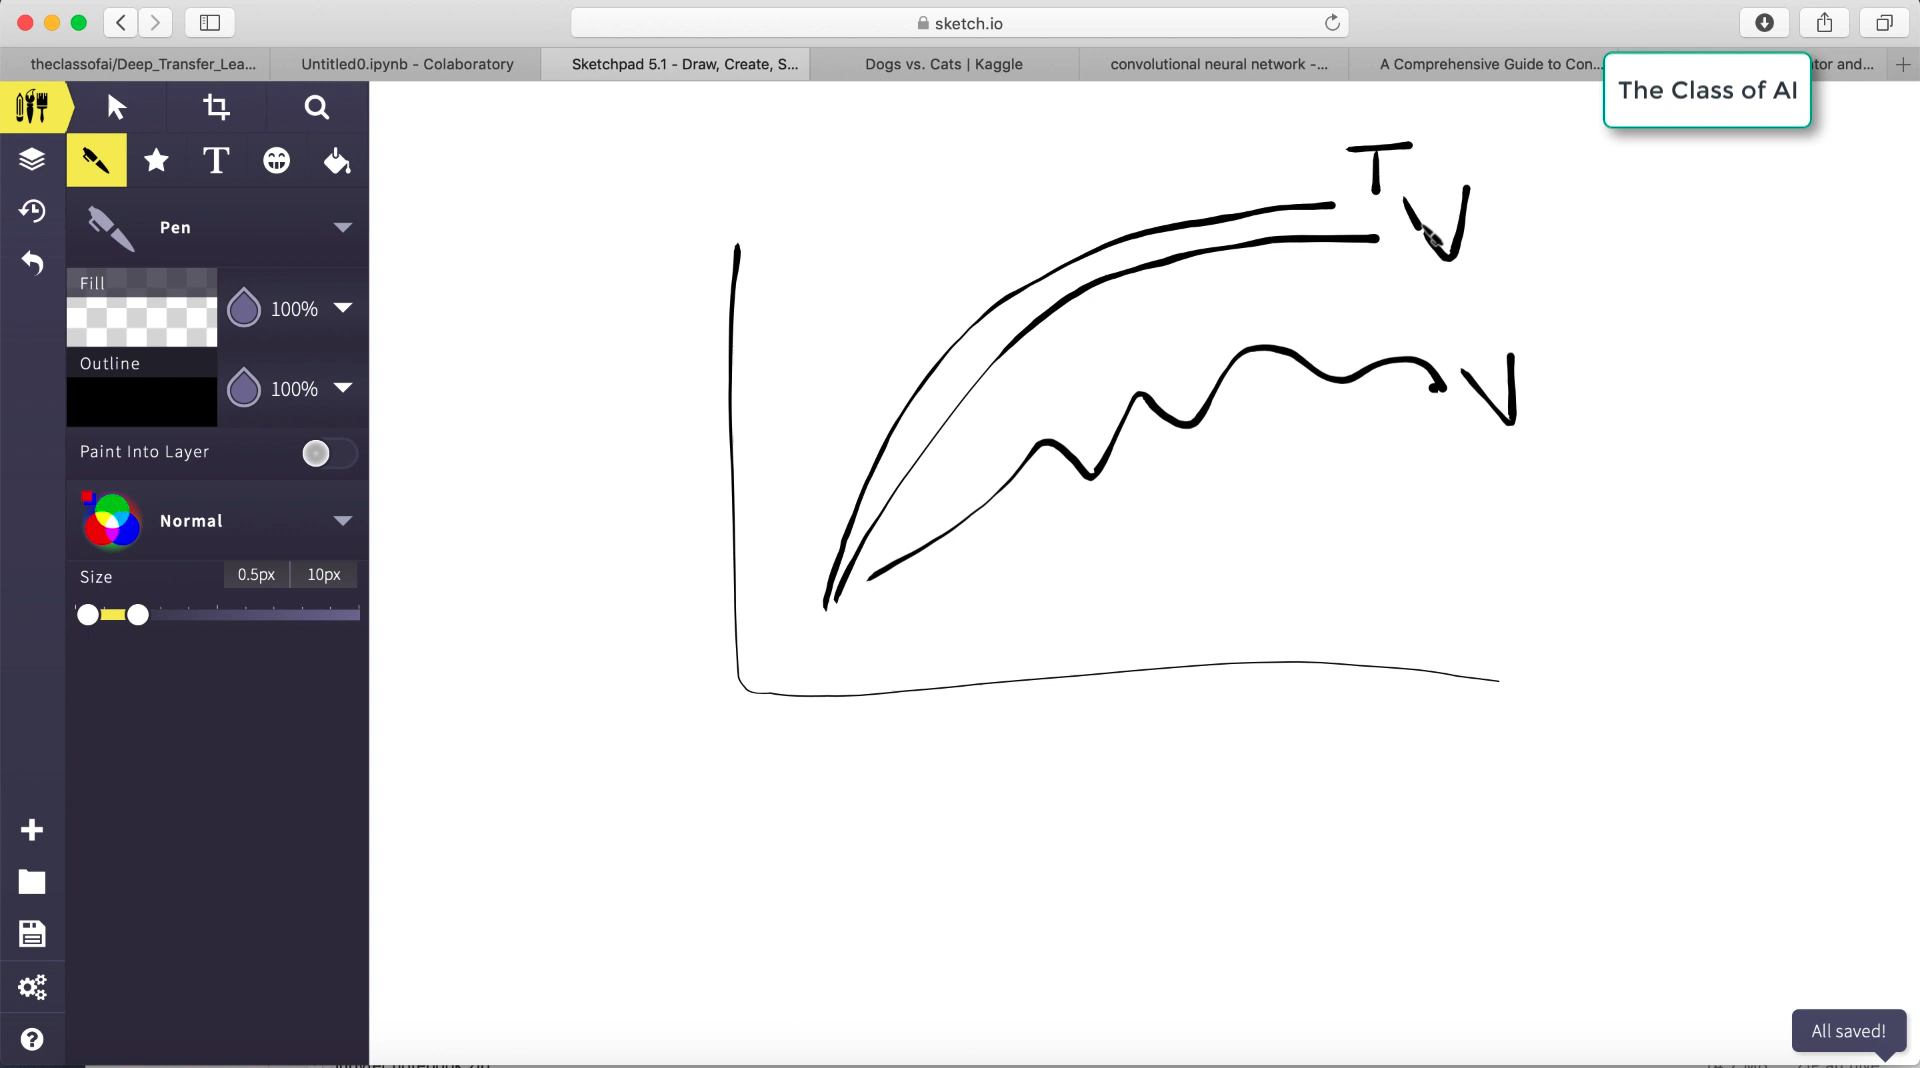 sketch.io
theclassofai/Deep_Transfer_Lea...
Untitled0.ipynb - Colaboratory
Sketchpad 5.1 - Draw, Create, S...
Dogs vs. Cats | Kaggle
convolutional neural network -...
A Comprehensive Guide to Con...
tor and...
The Class of AI
T
V
V
T
Pen
Fill
100%
Outline
100%
Paint Into Layer
Normal
Size
0.5px
10px
All saved!